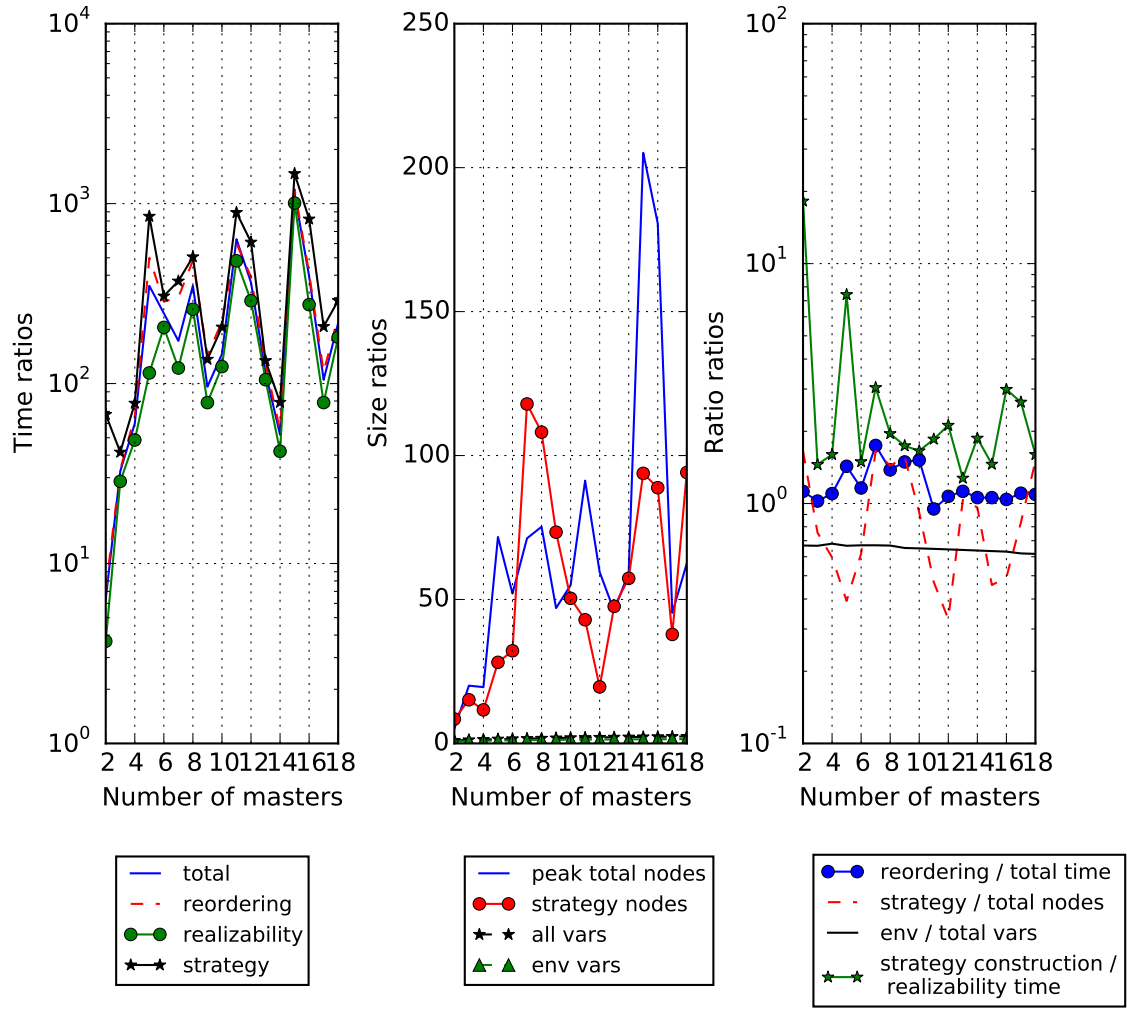 10^4
10^3
10^2
10^1
10^0
Time ratios
2 4 6 8 10 12 14 16 18
Number of masters
total
reordering
realizability
strategy
250
200
150
100
50
0
Size ratios
2 4 6 8 10 12 14 16 18
Number of masters
peak total nodes
strategy nodes
all vars
env vars
10^2
10^1
10^0
10^-1
Ratio ratios
2 4 6 8 10 12 14 16 18
Number of masters
reordering / total time
strategy / total nodes
env / total vars
strategy construction /
realizability time